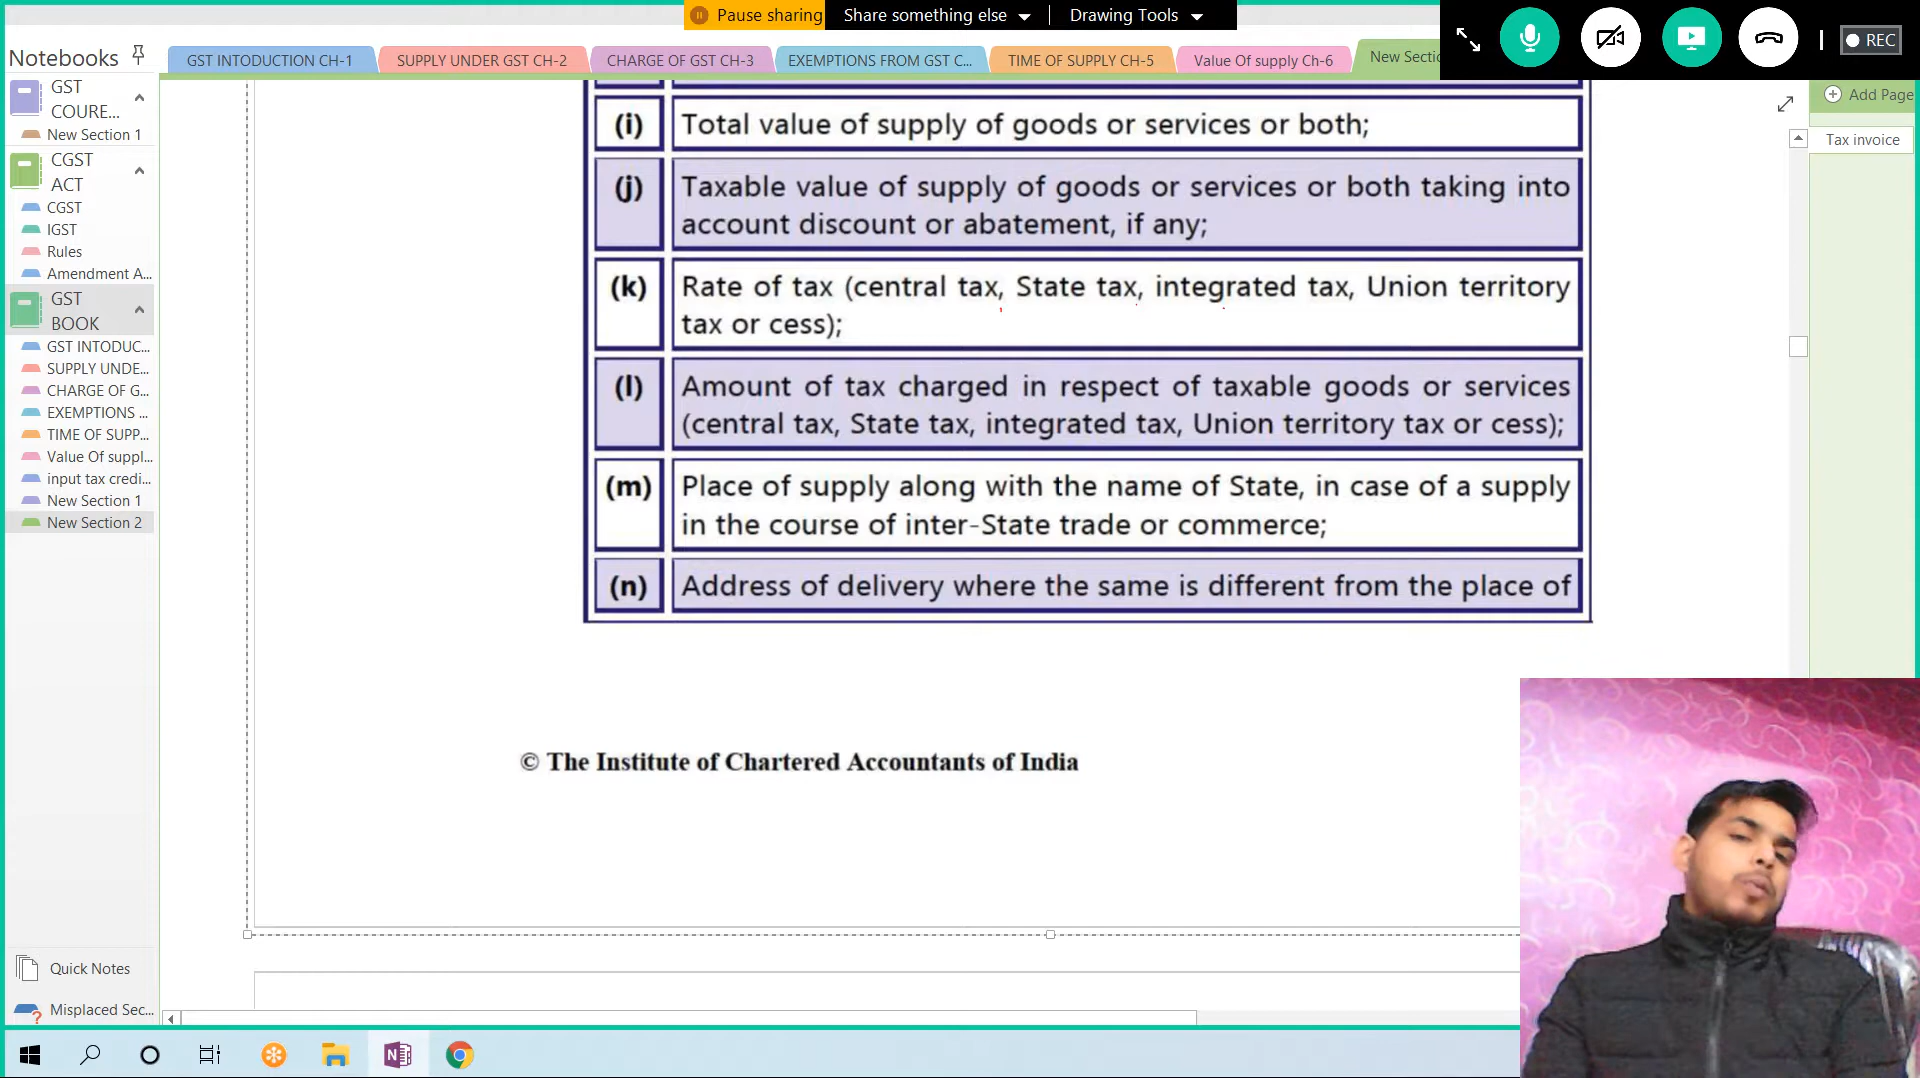 Pause sharing
Share something else
Drawing Tools
REC
Notebooks
GST INTODUCTION CH-1
SUPPLY UNDER GST CH-2
CHARGE OF GST CH-3
EXEMPTIONS FROM GST C...
TIME OF SUPPLY CH-5
Value Of supply Ch-6
New Sectio
GST
COURE...
New Section 1
CGST
ACT
CGST
IGST
Rules
Amendment A...
GST
BOOK
GST INTODUC...
SUPPLY UNDE...
CHARGE OF G...
EXEMPTIONS ...
TIME OF SUPP...
Value Of suppl...
input tax credi...
New Section 1
New Section 2
Quick Notes
Misplaced Sec...
Add Page
Tax invoice
(i) Total value of supply of goods or services or both;
(j) Taxable value of supply of goods or services or both taking into
account discount or abatement, if any;
(k) Rate of tax (central tax, State tax, integrated tax, Union territory
tax or cess);
(l) Amount of tax charged in respect of taxable goods or services
(central tax, State tax, integrated tax, Union territory tax or cess);
(m) Place of supply along with the name of State, in case of a supply
in the course of inter-State trade or commerce;
(n) Address of delivery where the same is different from the place of
© The Institute of Chartered Accountants of India